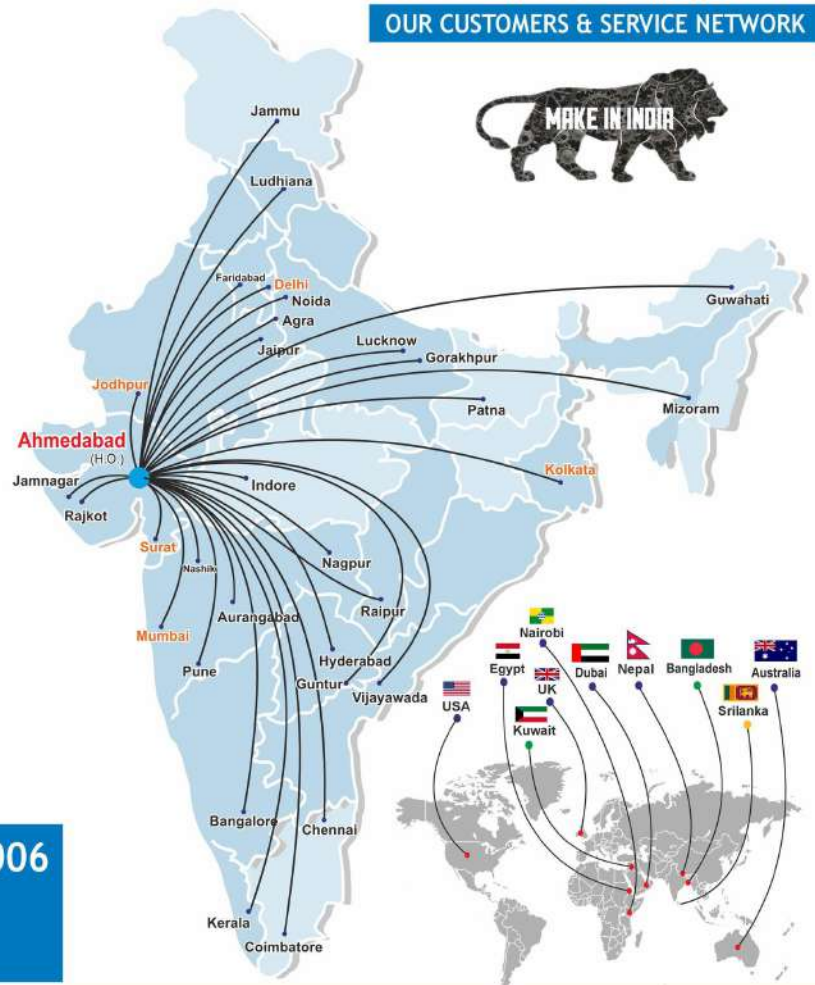 OUR CUSTOMERS & SERVICE NETWORK
MAKE IN INDIA
Jammu
Ludhiana
Faridabad
Delhi
Noida
Guwahati
Agra
Lucknow
Jaipur
Gorakhpur
Jodhpur
Patna
Mizoram
Ahmedabad
(H.O.)
Kolkata
Jamnagar
Indore
Rajkot
Surat
Nashik
Nagpur
Aurangabad
Raipur
Mumbai
Hyderabad
Pune
Guntur
Vijayawada
Nairobi
Egypt
UK
Dubai
Nepal
Bangladesh
Australia
USA
Kuwait
Srilanka
Bangalore
Chennai
006
Kerala
Coimbatore